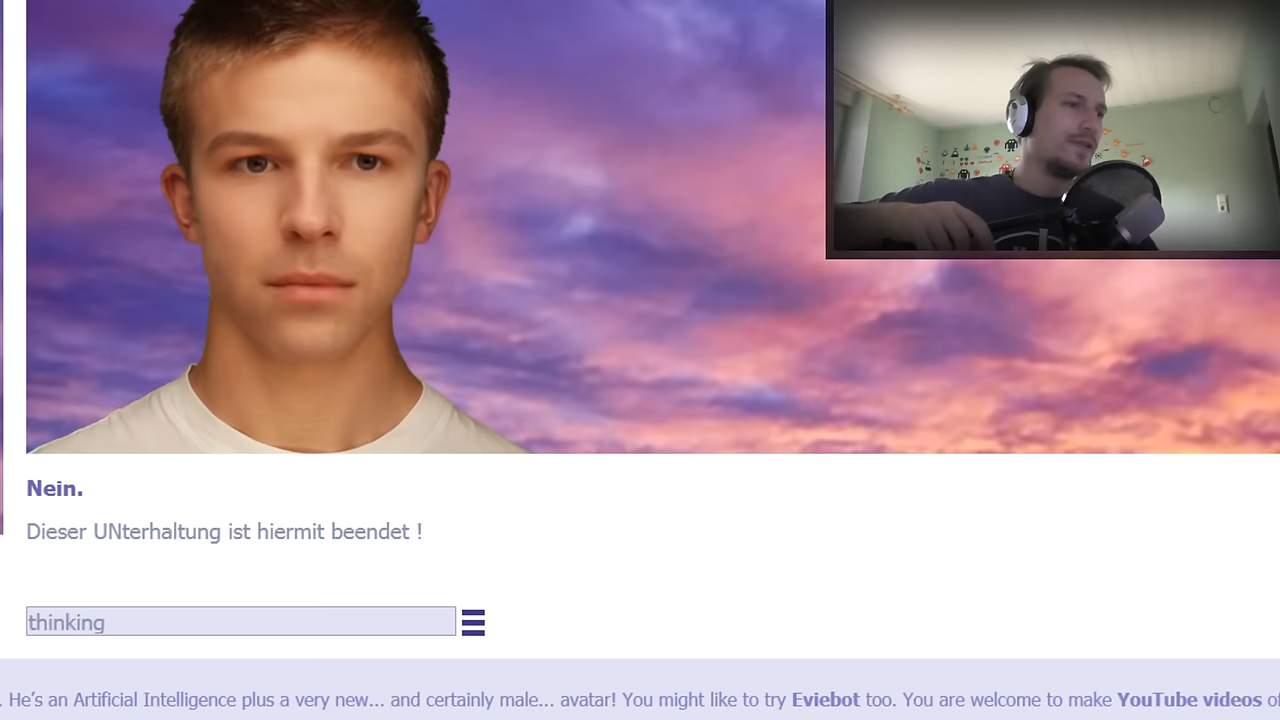 Nein.
Dieser UNterhaltung ist hiermit beendet !
thinking
. He's an Artificial Intelligence plus a very new... and certainly male... avatar! You might like to try Eviebot too. You are welcome to make YouTube videos of